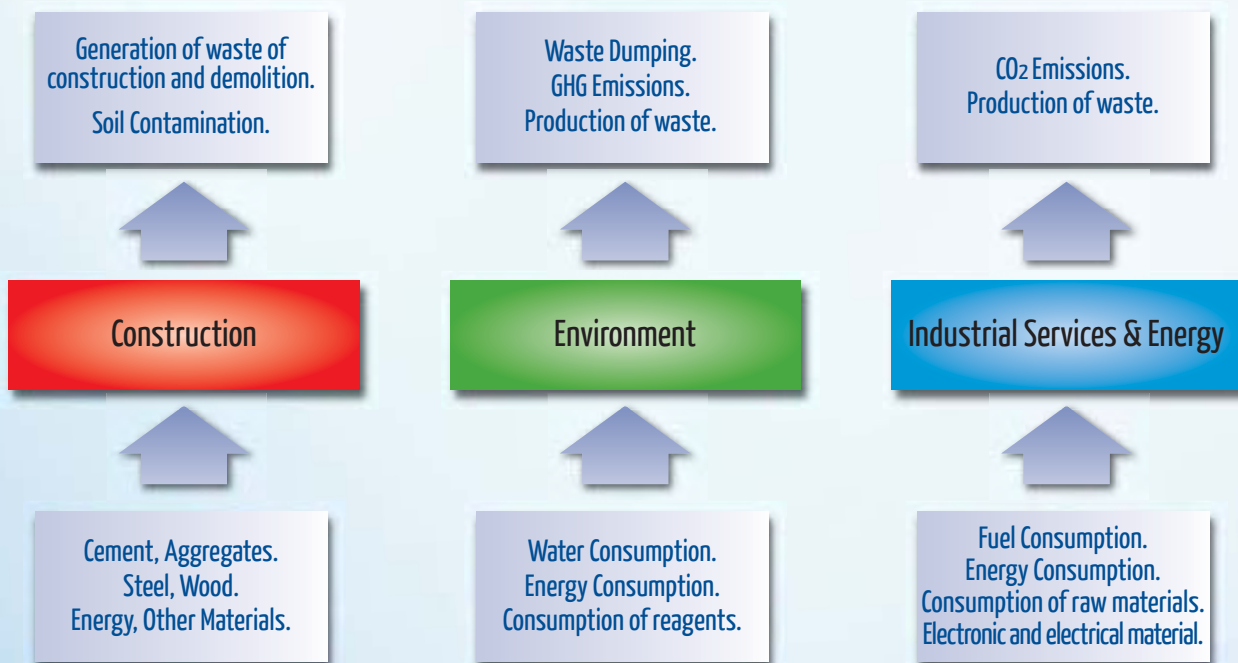 Generation of waste of
construction and demolition.
Soil Contamination.
Waste Dumping.
GHG Emissions.
Production of waste.
CO2 Emissions.
Production of waste.
Construction
Environment
Industrial Services & Energy
Cement, Aggregates.
Steel, Wood.
Energy, Other Materials.
Water Consumption.
Energy Consumption.
Consumption of reagents.
Fuel Consumption.
Energy Consumption.
Consumption of raw materials.
Electronic and electrical material.